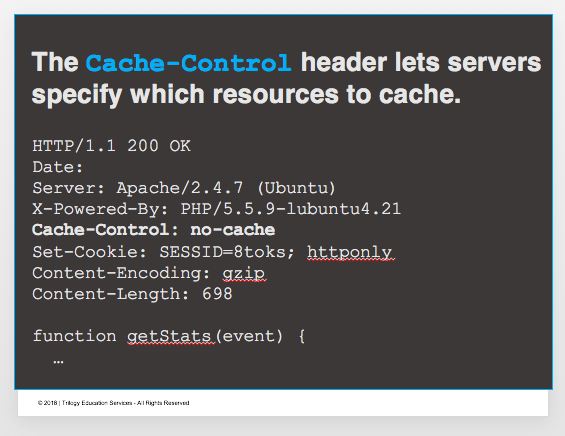 The Cache-Control header lets servers
specify which resources to cache.
HTTP/1.1 200 OK
Date:
Server: Apache/2.4.7 (Ubuntu)
X-Powered-By: PHP/5.5.9-lubuntu4.21
Cache-Control: no-cache
Set-Cookie: SESSID=8toks; httponly
Content-Encoding: gzip
Content-Length: 698
function getStats(event) {
…
© 2018 | Trilogy Education Services - All Rights Reserved